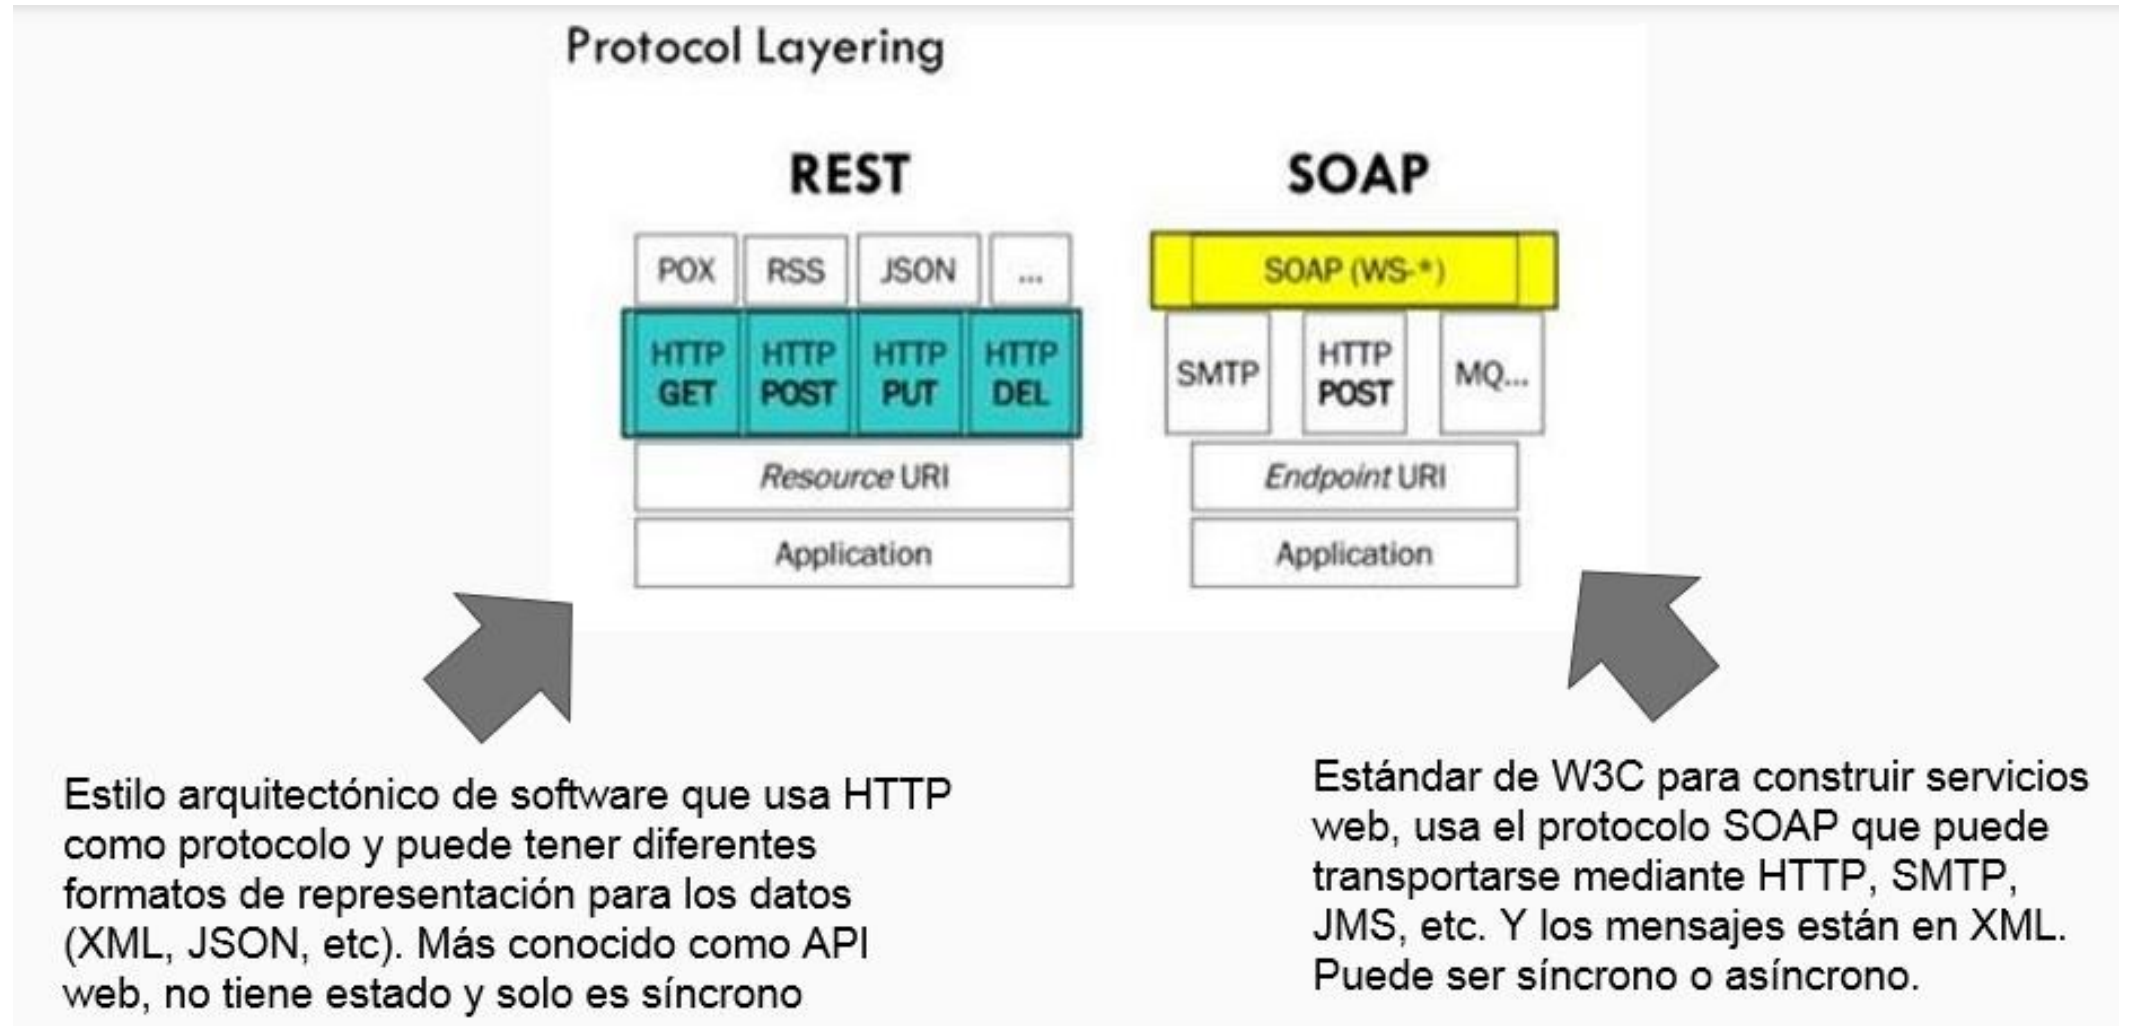 Protocol Layering
REST
SOAP
POX RSS JSON ...
SOAP (WS-*)
HTTP GET
HTTP POST
HTTP PUT
HTTP DEL
SMTP
HTTP POST
MQ...
Resource URI
Endpoint URI
Application
Application
Estilo arquitectónico de software que usa HTTP
como protocolo y puede tener diferentes
formatos de representación para los datos
(XML, JSON, etc). Más conocido como API
web, no tiene estado y solo es síncrono
Estándar de W3C para construir servicios
web, usa el protocolo SOAP que puede
transportarse mediante HTTP, SMTP,
JMS, etc. Y los mensajes están en XML.
Puede ser síncrono o asíncrono.